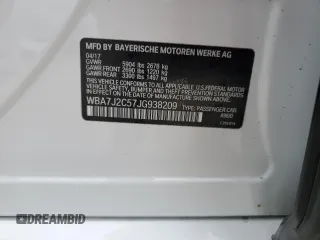 MFD BY BAYERISCHE MOTOREN WERKE AG
04/17
GVWR 5904 lbs 2678 kg
GAWR FRONT 2690 lbs 1220 kg
GAWR REAR 3300 lbs 1497 kg
THIS VEHICLE CONFORMS TO ALL APPLICABLE
FEDERAL MOTOR VEHICLE SAFETY, BUMPER, AND THEFT
PREVENTION STANDARDS IN EFFECT ON THE DATE OF
MANUFACTURE SHOWN ABOVE.
WBA7J2C57JG938209 TYPE: PASSENGER CAR
DREAMBID